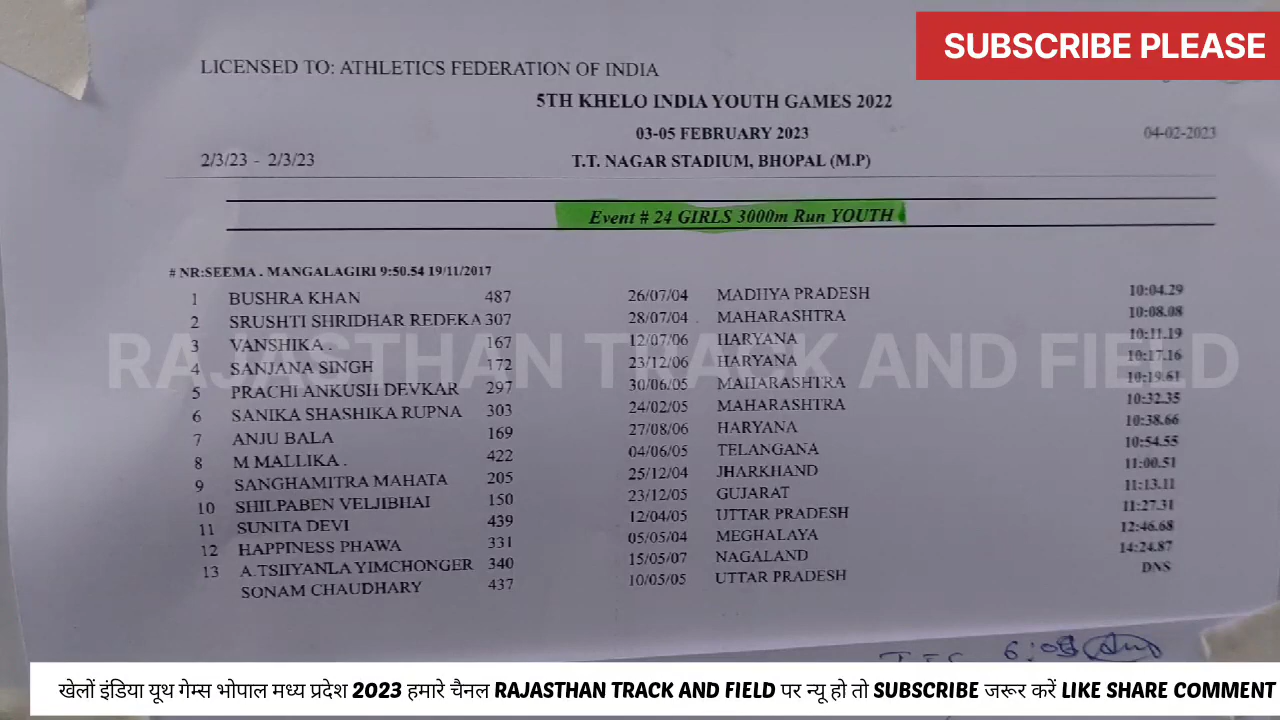 SUBSCRIBE PLEASE
LICENSED TO: ATHLETICS FEDERATION OF INDIA
5TH KHELO INDIA YOUTH GAMES 2022
03-05 FEBRUARY 2023 04-02-2023
2/3/23 - 2/3/23 T.T. NAGAR STADIUM, BHOPAL (M.P)
Event # 24 GIRLS 3000m Run YOUTH
# NR:SEEMA . MANGALAGIRI 9:50.54 19/11/2017
1 BUSHRA KHAN 487 26/07/04 MADHYA PRADESH 10:04.29
2 SRUSHTI SHRIDHAR REDEKA 307 28/07/04 MAHARASHTRA 10:08.08
3 VANSHIKA . 167 12/07/06 HARYANA 10:11.19
4 SANJANA SINGH 172 23/12/06 HARYANA 10:17.16
5 PRACHI ANKUSH DEVKAR 297 30/06/05 MAHARASHTRA 10:19.61
6 SANIKA SHASHIKA RUPNA 303 24/02/05 MAHARASHTRA 10:32.35
7 ANJU BALA 169 27/08/06 HARYANA 10:38.66
8 M MALLIKA . 422 04/06/05 TELANGANA 10:54.55
9 SANGHAMITRA MAHATA 205 25/12/04 JHARKHAND 11:00.51
10 SHILPABEN VELJIBHAI 150 23/12/05 GUJARAT 11:13.11
11 SUNITA DEVI 439 12/04/05 UTTAR PRADESH 11:27.31
12 HAPPINESS PHAWA 331 05/05/04 MEGHALAYA 12:46.68
13 A.TSIIYANLA YIMCHONGER 340 15/05/07 NAGALAND 14:24.87
SONAM CHAUDHARY 437 10/05/05 UTTAR PRADESH DNS
RAJASTHAN TRACK AND FIELD
खेलों इंडिया यूथ गेम्स भोपाल मध्य प्रदेश 2023 हमारे चैनल RAJASTHAN TRACK AND FIELD पर न्यू हो तो SUBSCRIBE जरूर करें LIKE SHARE COMMENT